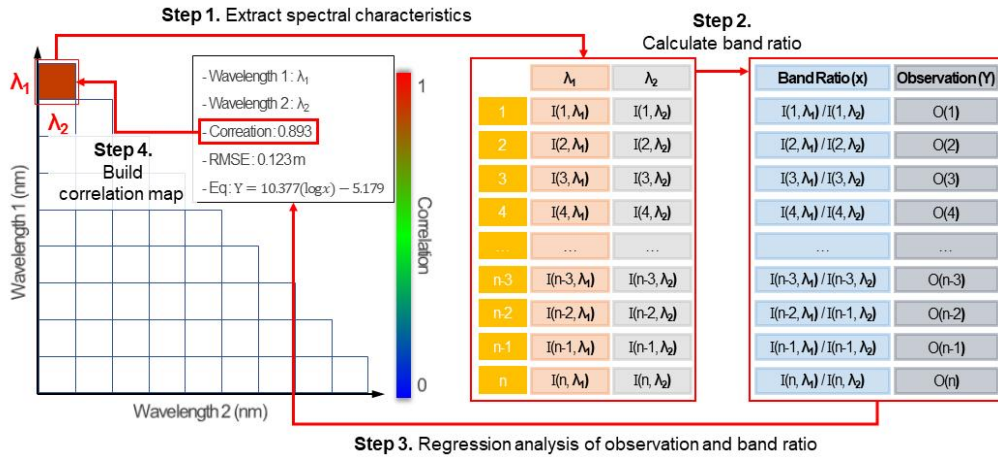 Step 1. Extract spectral characteristics
Step 2.
Calculate band ratio
λ1
λ2
- Wavelength 1: λ1
- Wavelength 2: λ2
- Correation: 0.893
- RMSE: 0.123 m
- Eq: Y = 10.377(logx) − 5.179
Step 4.
Build
correlation map
Wavelength 1 (nm)
Wavelength 2 (nm)
1
Correlation
0
λ1 λ2
1 I(1, λ1) I(1, λ2)
2 I(2, λ1) I(2, λ2)
3 I(3, λ1) I(3, λ2)
4 I(4, λ1) I(4, λ2)
... ... ...
n-3 I(n-3, λ1) I(n-3, λ2)
n-2 I(n-2, λ1) I(n-2, λ2)
n-1 I(n-1, λ1) I(n-1, λ2)
n I(n, λ1) I(n, λ2)
Band Ratio (x) Observation (Y)
I(1, λ1) / I(1, λ2) O(1)
I(2, λ1) / I(2, λ2) O(2)
I(3, λ1) / I(3, λ2) O(3)
I(4, λ1) / I(4, λ2) O(4)
... ...
I(n-3, λ1) / I(n-3, λ2) O(n-3)
I(n-2, λ1) / I(n-1, λ2) O(n-2)
I(n-1, λ1) / I(n-1, λ2) O(n-1)
I(n, λ1) / I(n, λ2) O(n)
Step 3. Regression analysis of observation and band ratio